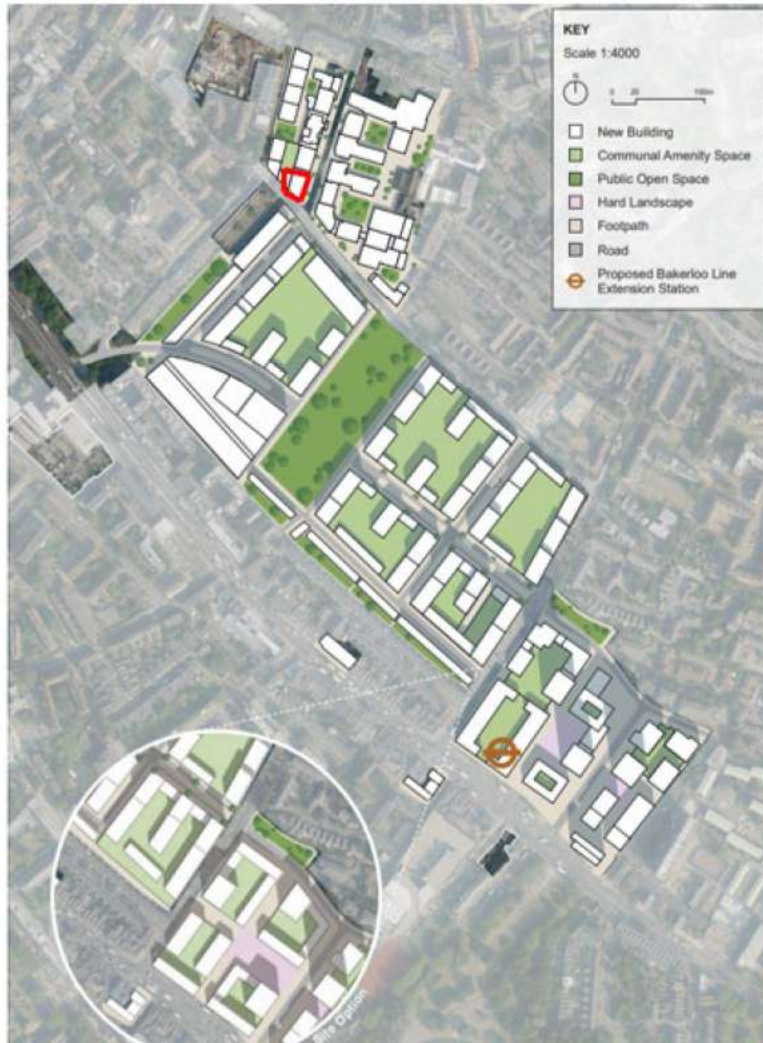 KEY
Scale 1:4000
N
0 20 100m
New Building
Communal Amenity Space
Public Open Space
Hard Landscape
Footpath
Road
Proposed Bakerloo Line
Extension Station
Site Option